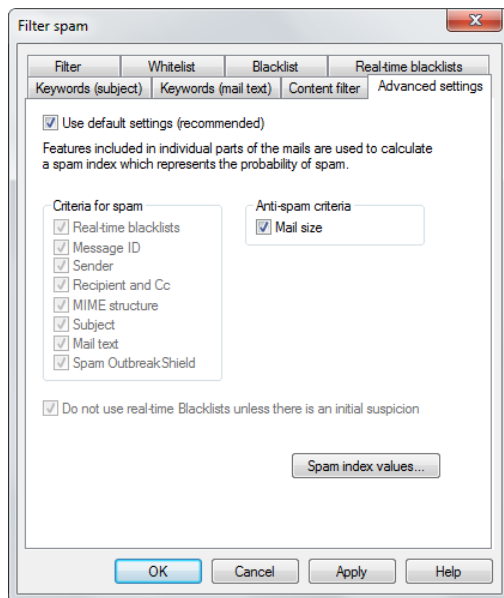 Filter spam
Filter Whitelist Blacklist Real-time blacklists
Keywords (subject) Keywords (mail text) Content filter Advanced settings
Use default settings (recommended)
Features included in individual parts of the mails are used to calculate
a spam index which represents the probability of spam.
Criteria for spam
Real-time blacklists
Message ID
Sender
Recipient and Cc
MIME structure
Subject
Mail text
Spam OutbreakShield
Anti-spam criteria
Mail size
Do not use real-time Blacklists unless there is an initial suspicion
Spam index values...
OK Cancel Apply Help